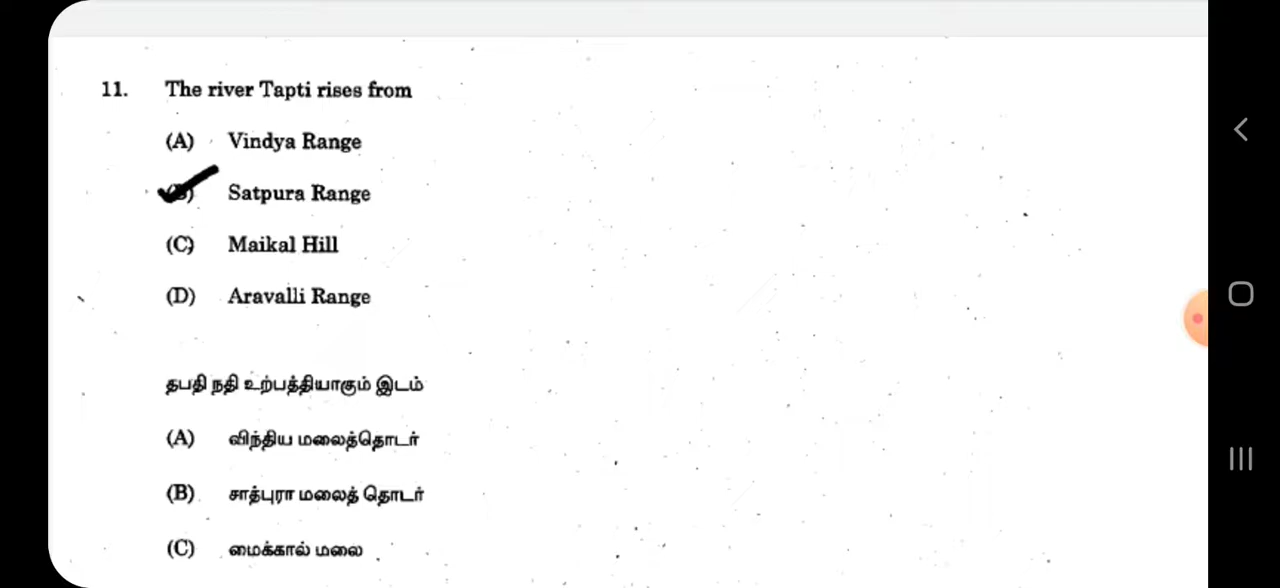 11. The river Tapti rises from
(A) Vindya Range
(B) Satpura Range
(C) Maikal Hill
(D) Aravalli Range
தபதி நதி உற்பத்தியாகும் இடம்
(A) விந்திய மலைத்தொடர்
(B) சாத்புரா மலைத் தொடர்
(C) மைக்கால் மலை